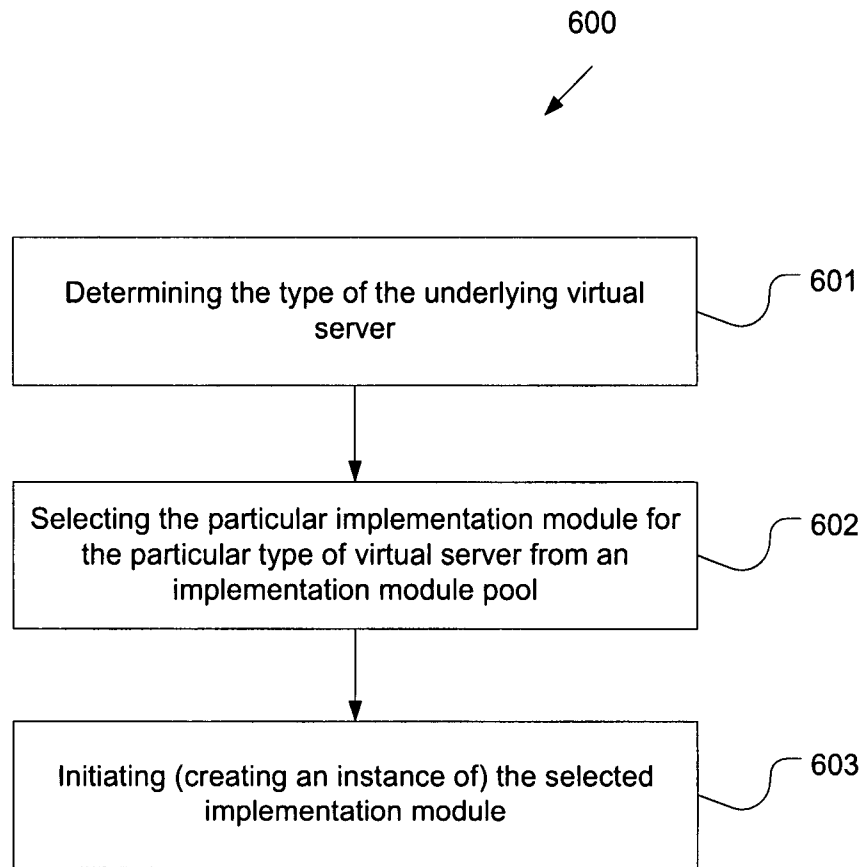 600
Determining the type of the underlying virtual
server
601
Selecting the particular implementation module for
the particular type of virtual server from an
implementation module pool
602
Initiating (creating an instance of) the selected
implementation module
603